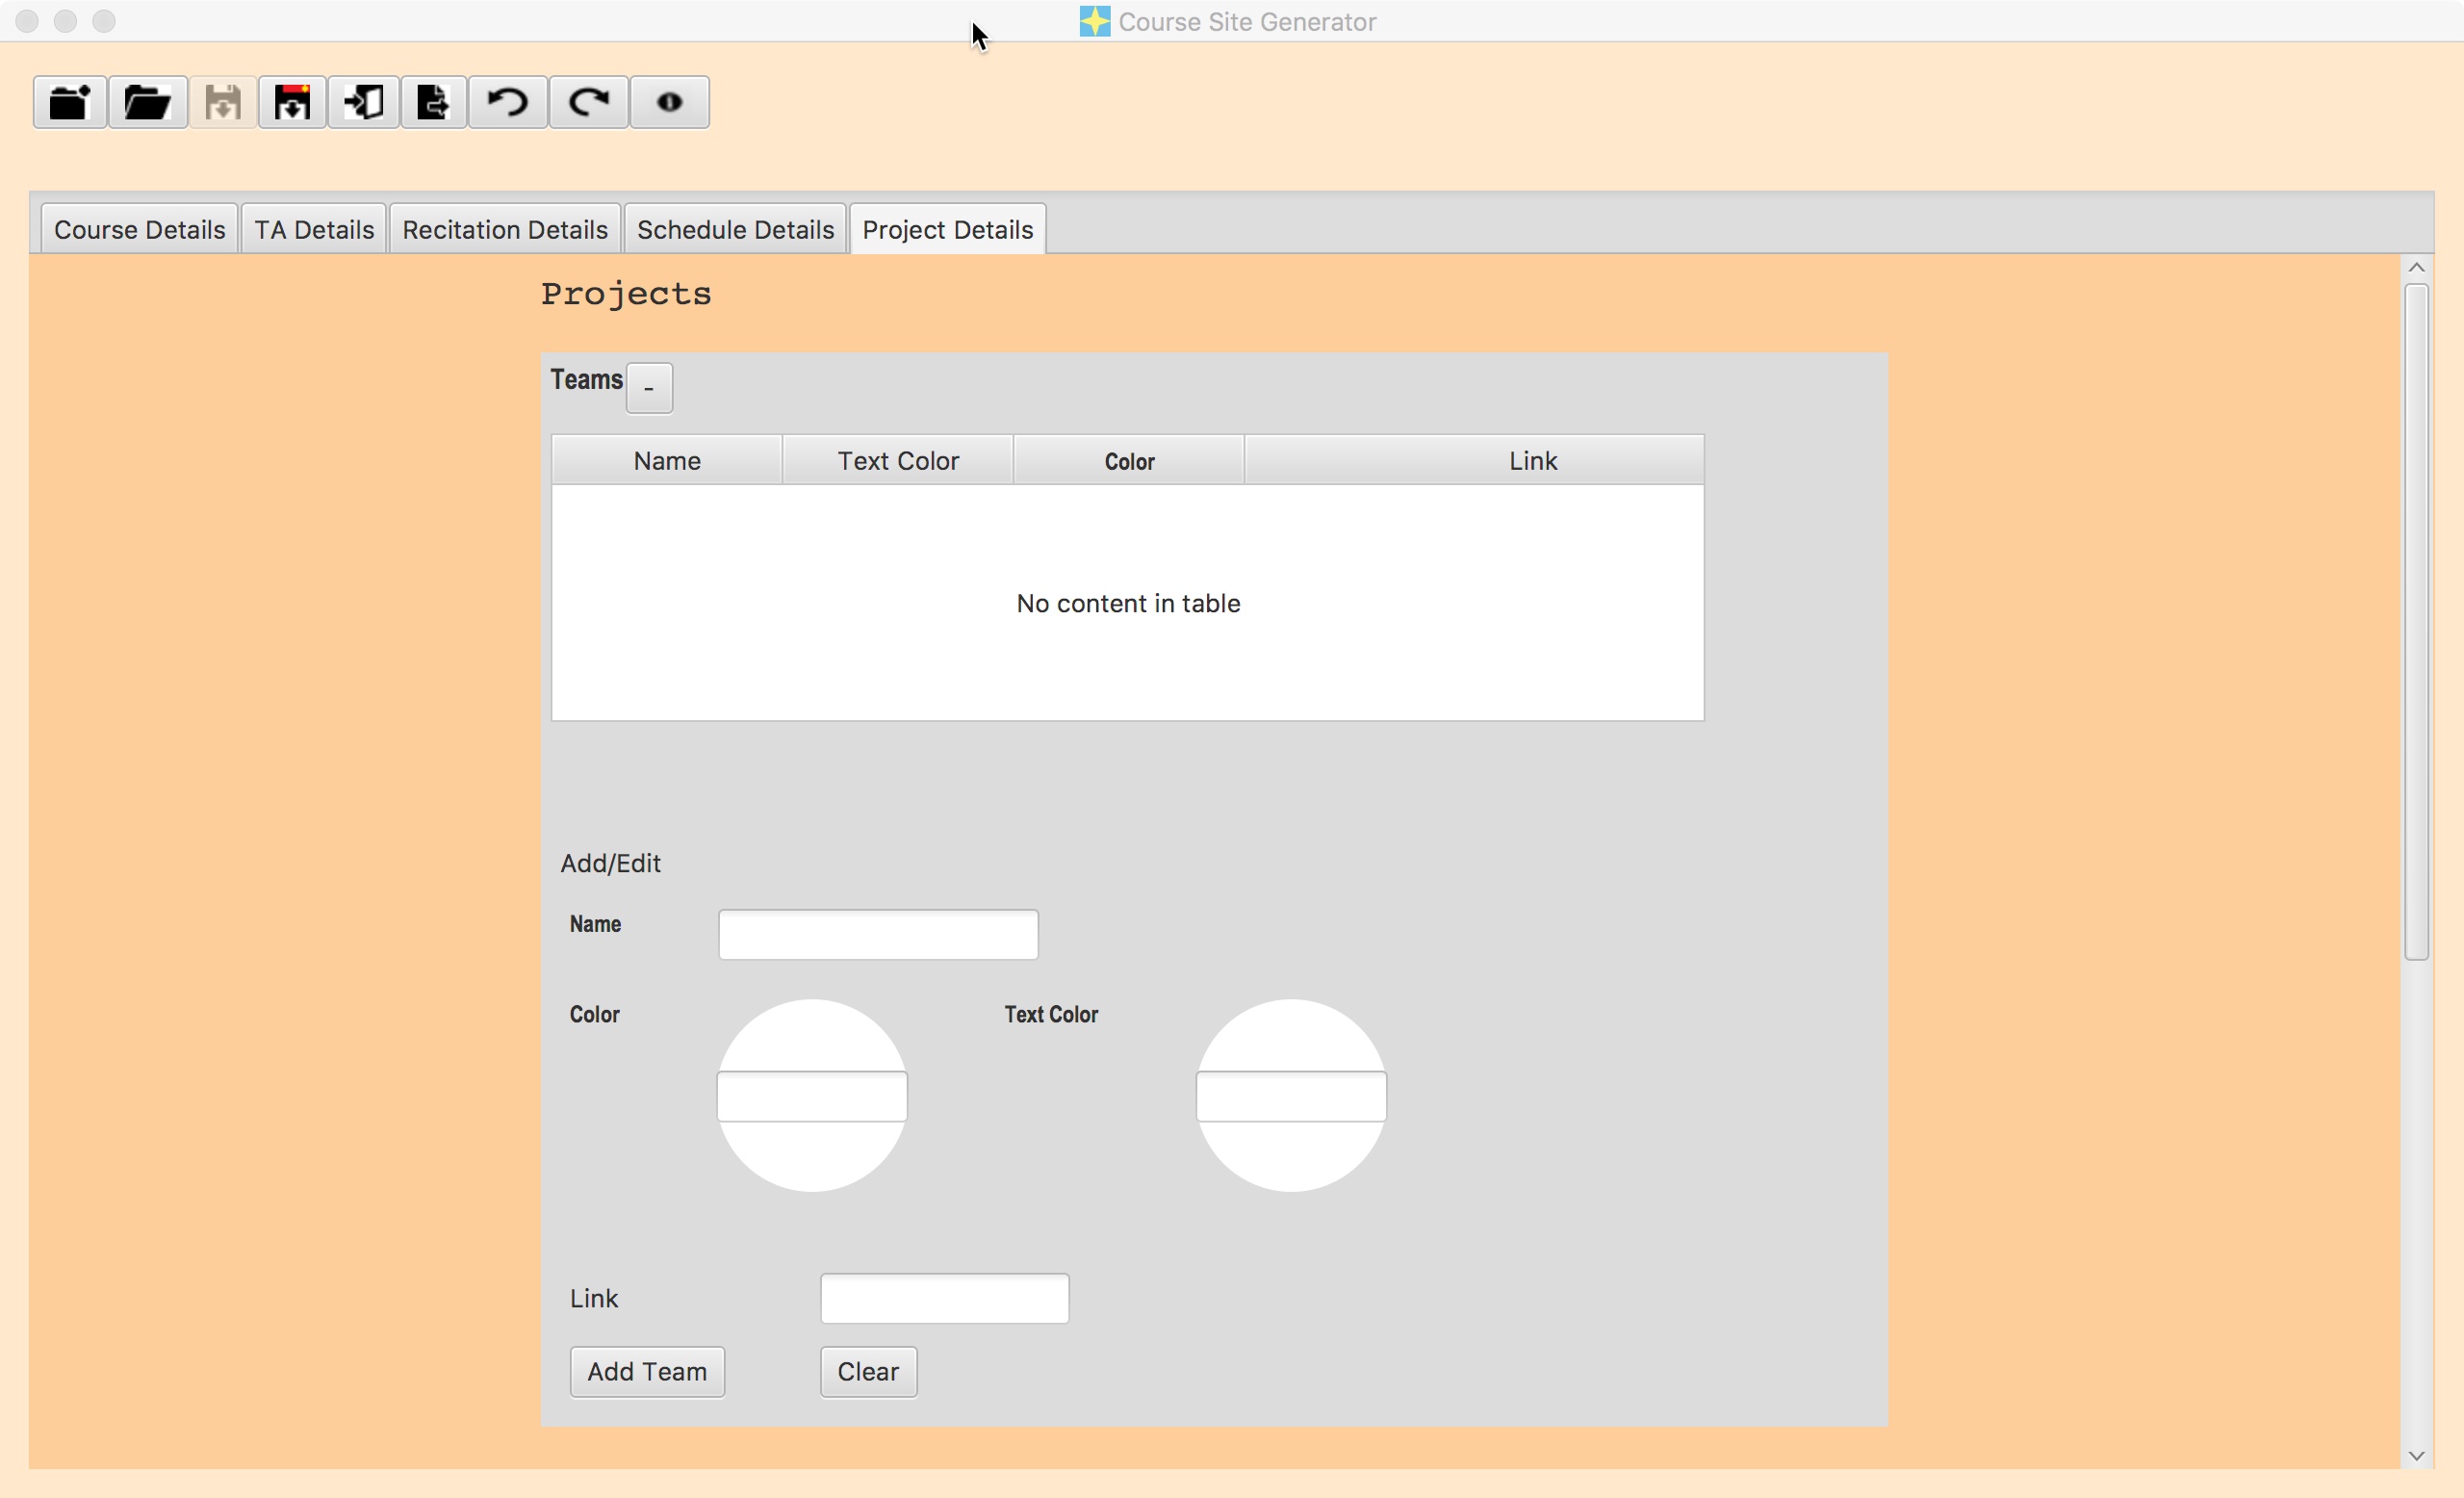 Course Site Generator
Course Details TA Details Recitation Details Schedule Details Project Details
Projects
Teams -
Name Text Color Color Link
No content in table
Add/Edit
Name
Color Text Color
Link
Add Team Clear